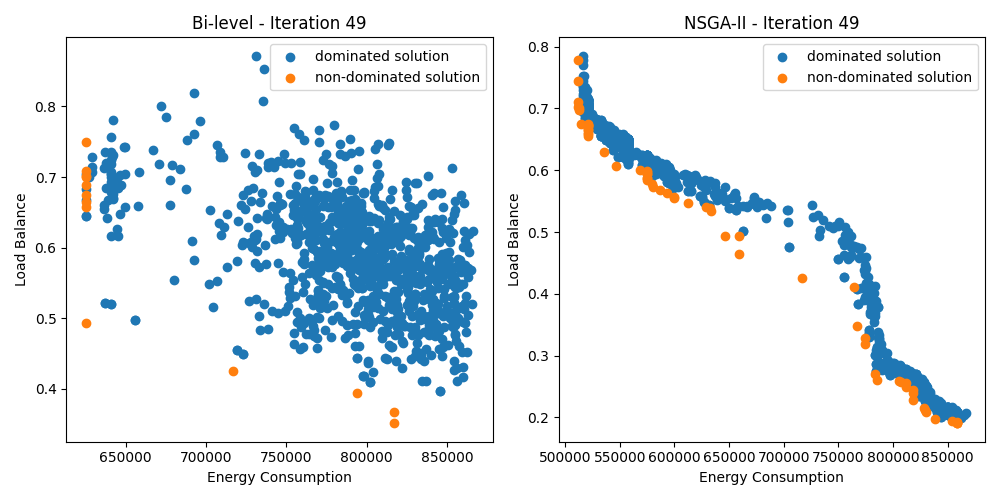 Bi-level - Iteration 49
dominated solution
non-dominated solution
Load Balance
0.8
0.7
0.6
0.5
0.4
650000 700000 750000 800000 850000
Energy Consumption
NSGA-II - Iteration 49
dominated solution
non-dominated solution
Load Balance
0.8
0.7
0.6
0.5
0.4
0.3
0.2
500000 550000 600000 650000 700000 750000 800000 850000
Energy Consumption